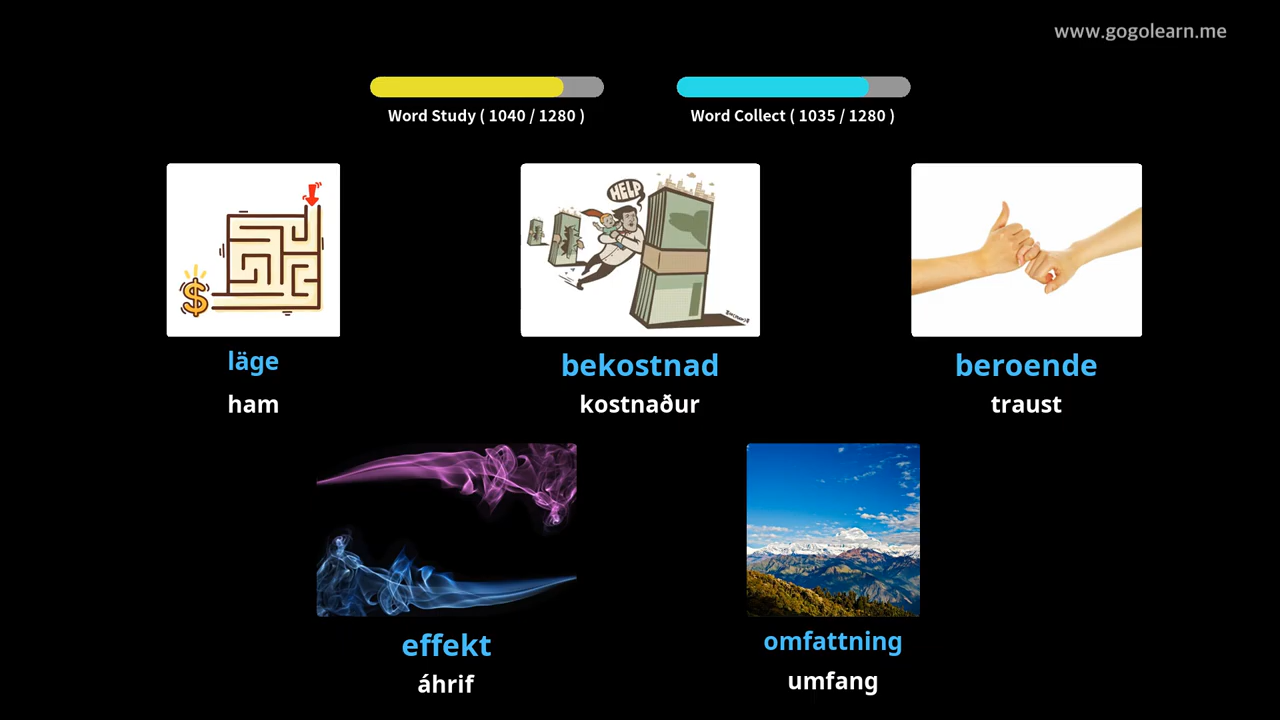 www.gogolearn.me
Word Study ( 1040 / 1280 )
Word Collect ( 1035 / 1280 )
HELP
läge
bekostnad
beroende
ham
kostnaður
traust
effekt
omfattning
áhrif
umfang